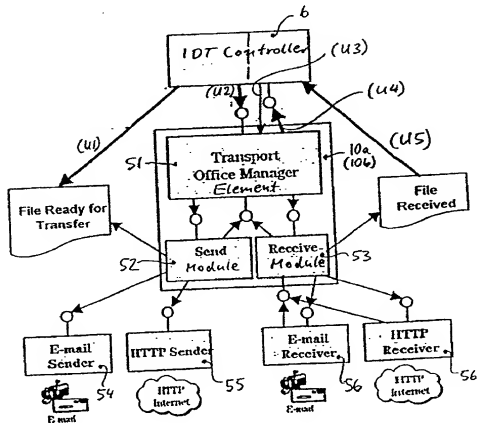 6
IDT Controller
(U3)
(U2)
(U4)
(U1)
(U5)
51
Transport
Office Manager
Element
10a
(10b)
File Ready for
Transfer
File
Received
Send
Module
Receive-
Module
52
53
E-mail
Sender
54
HTTP Sender
55
E-mail
Receiver
56
HTTP
Receiver
56
E-mail
HTTP
Internet
E-mail
HTTP
Internet